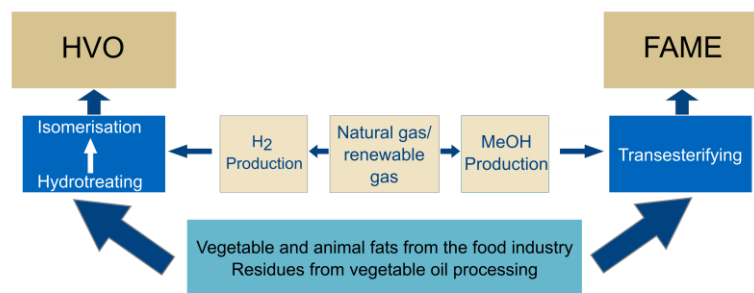 HVO
FAME
Isomerisation
Hydrotreating
H2
Production
Natural gas/
renewable
gas
MeOH
Production
Transesterifying
Vegetable and animal fats from the food industry
Residues from vegetable oil processing